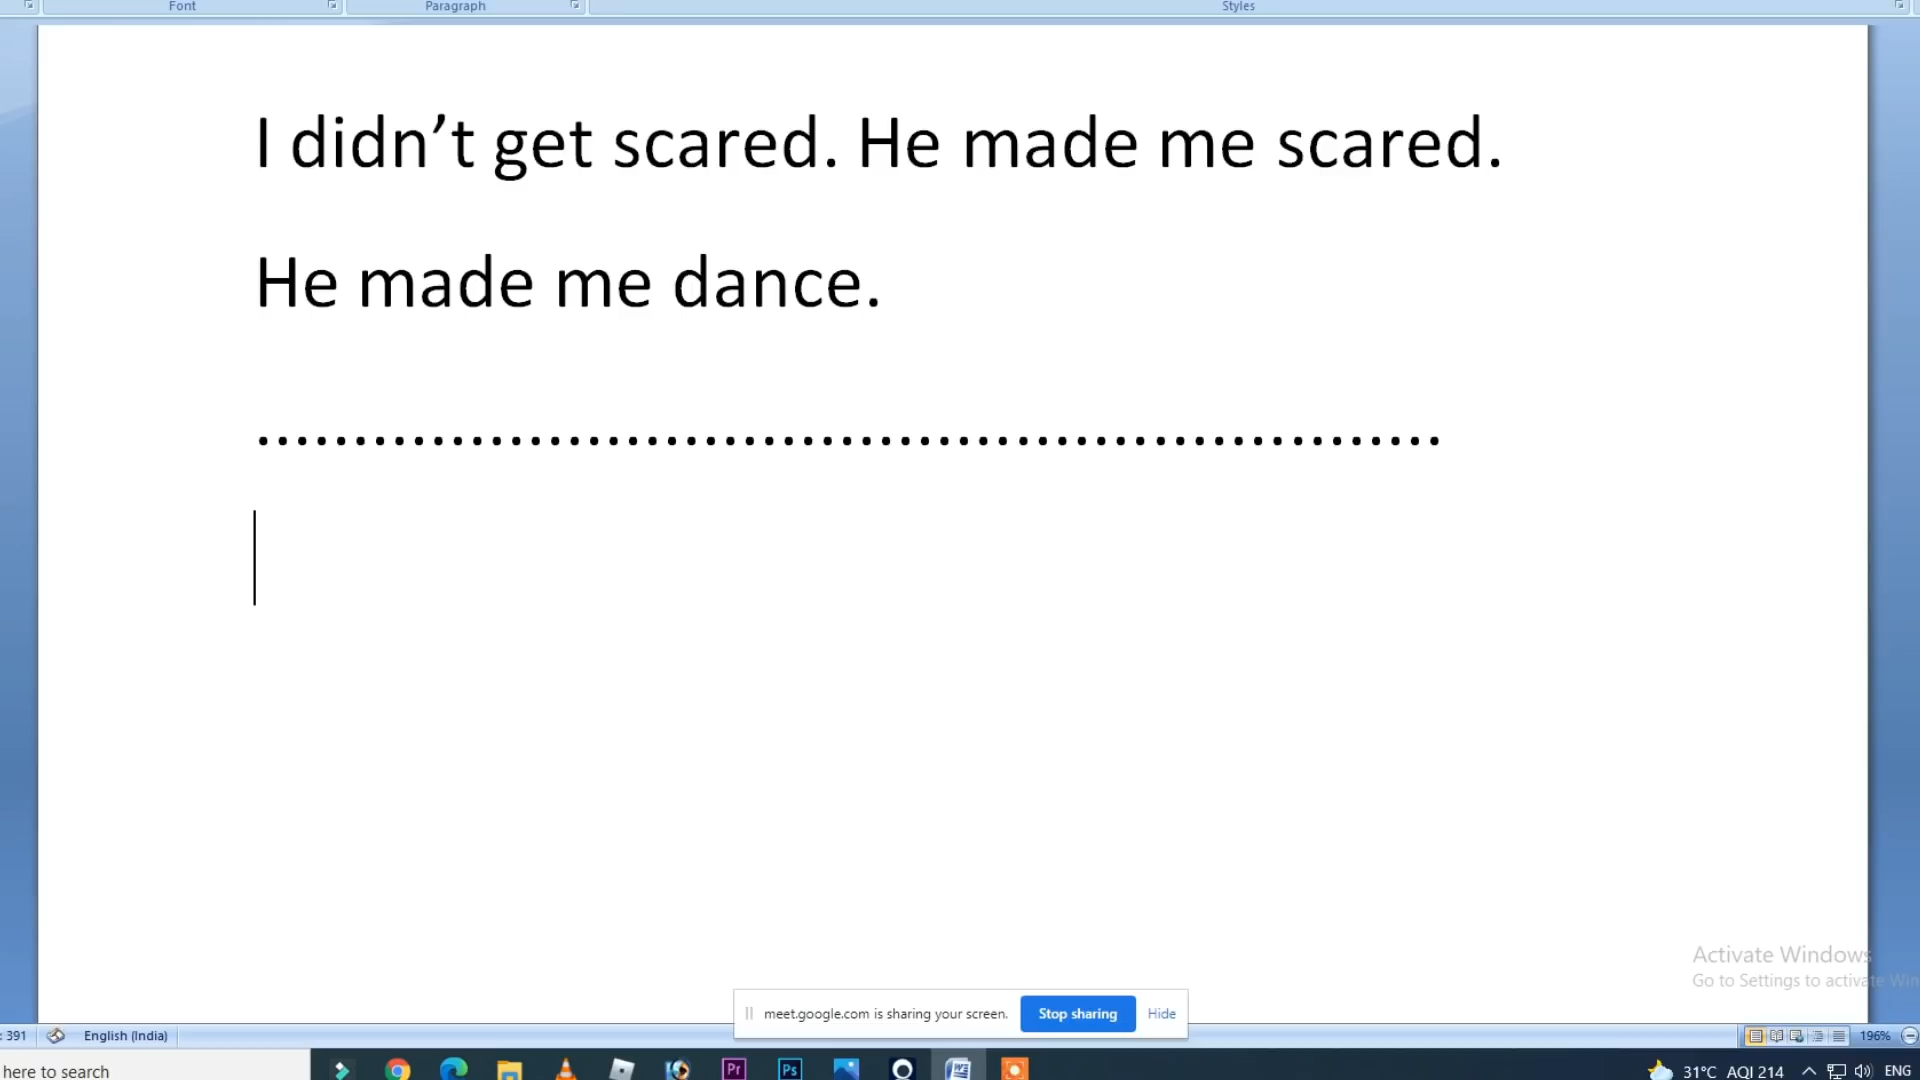 Font Paragraph Styles
I didn’t get scared. He made me scared.
He made me dance.
.............................................................
meet.google.com is sharing your screen. Stop sharing Hide
Activate Windows
Go to Settings to activate Win
: 391 English (India) 196%
here to search Pr Ps 31°C AQI 214 ENG